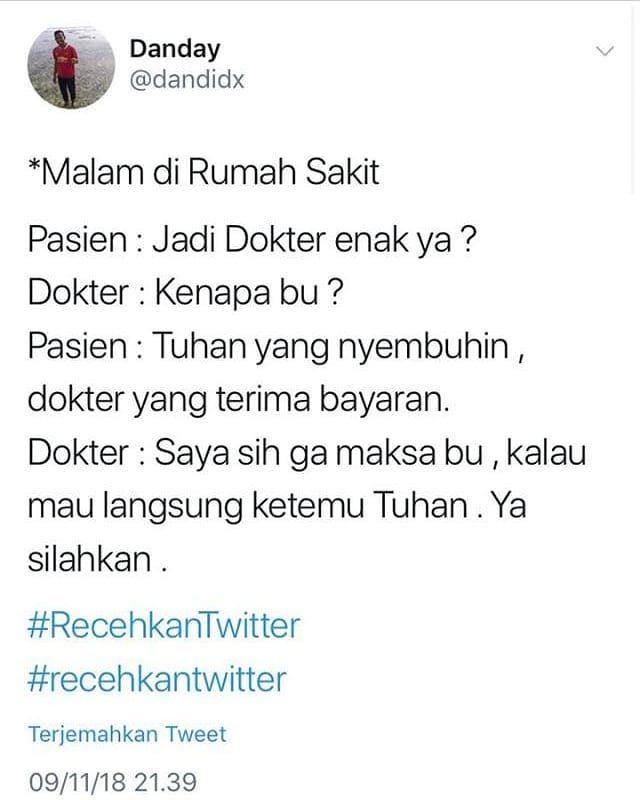 Danday
@dandidx
*Malam di Rumah Sakit
Pasien : Jadi Dokter enak ya ?
Dokter : Kenapa bu ?
Pasien : Tuhan yang nyembuhin ,
dokter yang terima bayaran.
Dokter : Saya sih ga maksa bu , kalau
mau langsung ketemu Tuhan . Ya
silahkan .
#RecehkanTwitter
#recehkantwitter
Terjemahkan Tweet
09/11/18 21.39